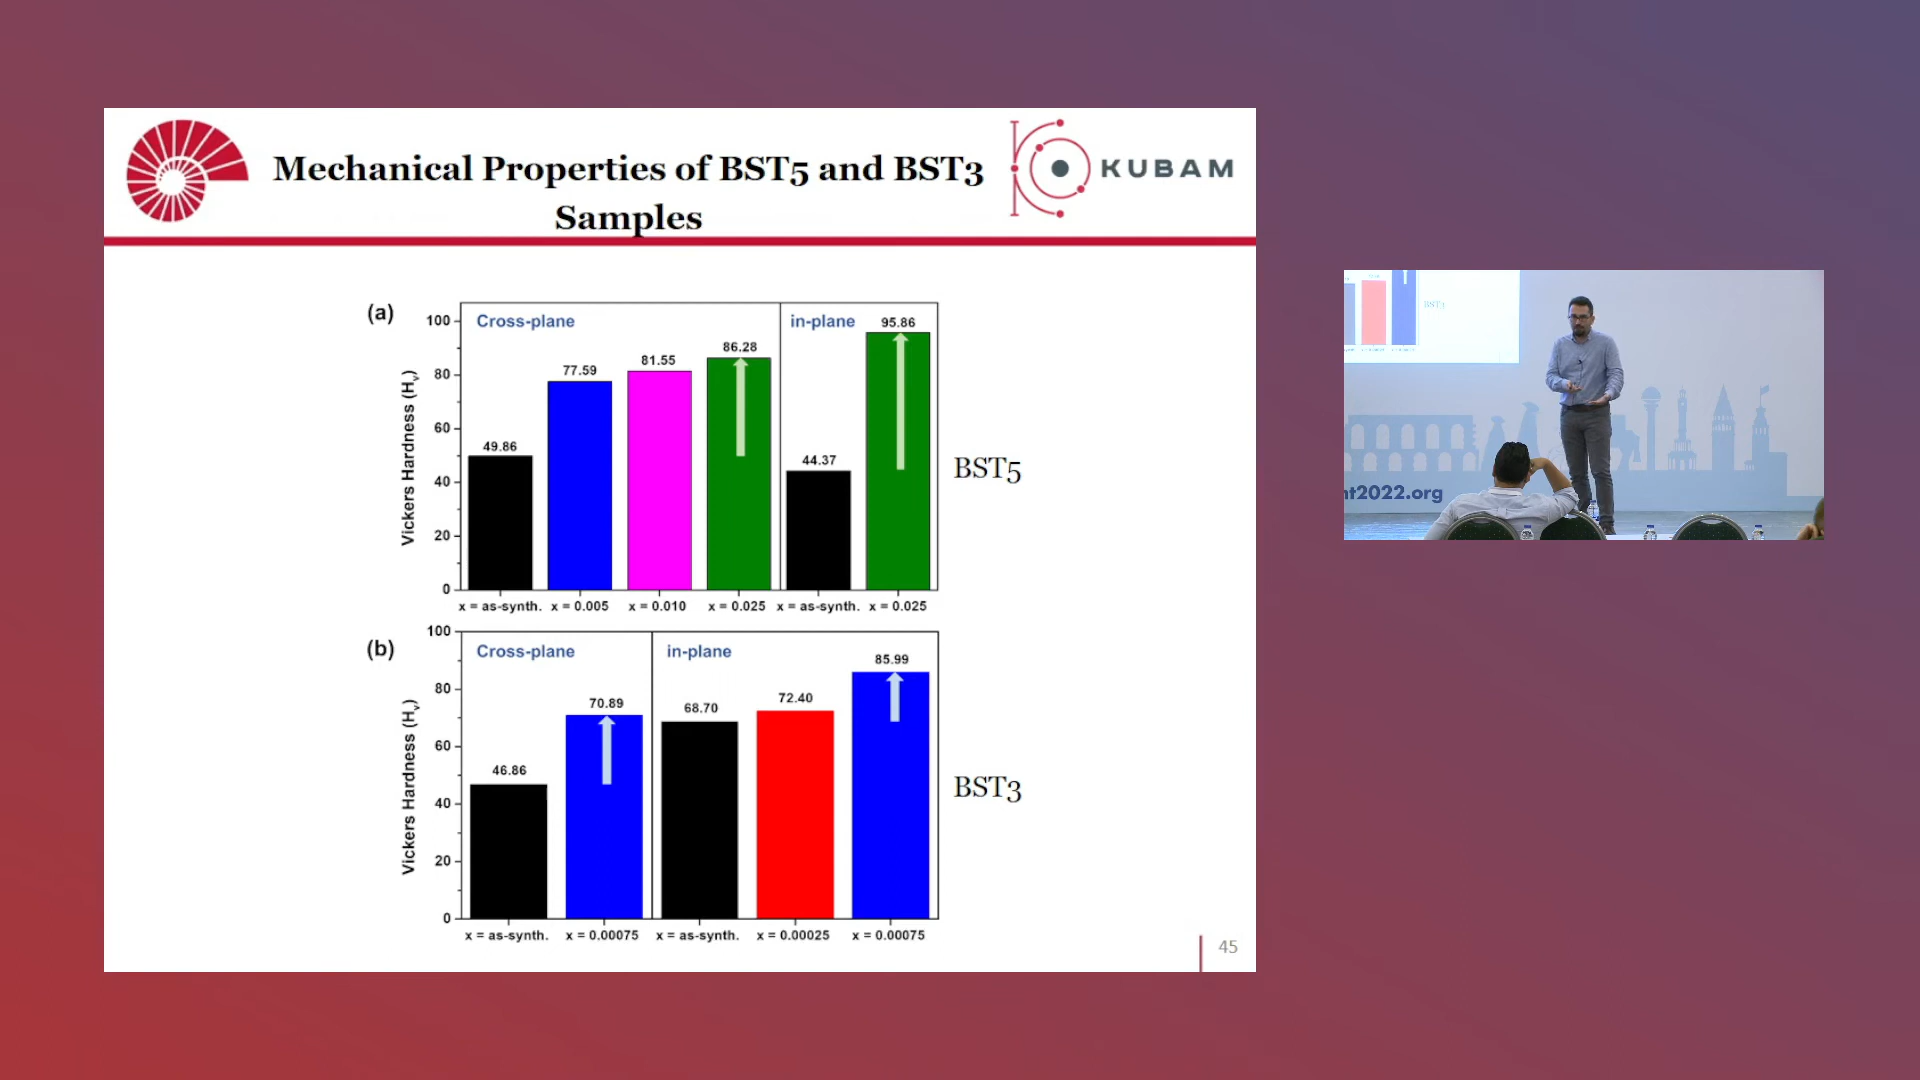 Mechanical Properties of BST5 and BST3
Samples
KUBAM
(a)
Vickers Hardness (Hv)
100
80
60
40
20
0
Cross-plane
in-plane
49.86
77.59
81.55
86.28
44.37
95.86
x = as-synth.
x = 0.005
x = 0.010
x = 0.025
x = as-synth.
x = 0.025
BST5
(b)
Vickers Hardness (Hv)
100
80
60
40
20
0
Cross-plane
in-plane
46.86
70.89
68.70
72.40
85.99
x = as-synth.
x = 0.00075
x = as-synth.
x = 0.00025
x = 0.00075
BST3
45
BST3
nt2022.org